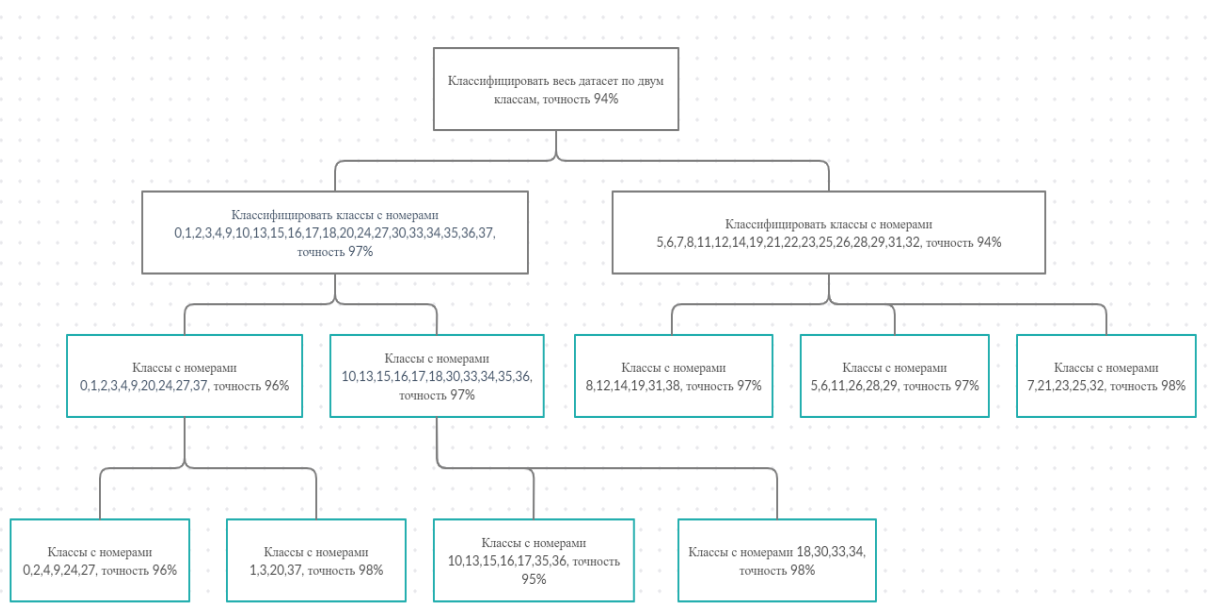 Классифицировать весь датасет по двум
классам, точность 94%
Классифицировать классы с номерами
0,1,2,3,4,9,10,13,15,16,17,18,20,24,27,30,33,34,35,36,37,
точность 97%
Классифицировать классы с номерами
5,6,7,8,11,12,14,19,21,22,23,25,26,28,29,31,32, точность 94%
Классы с номерами
0,1,2,3,4,9,20,24,27,37, точность 96%
Классы с номерами
10,13,15,16,17,18,30,33,34,35,36,
точность 97%
Классы с номерами
8,12,14,19,31,38, точность 97%
Классы с номерами
5,6,11,26,28,29, точность 97%
Классы с номерами
7,21,23,25,32, точность 98%
Классы с номерами
0,2,4,9,24,27, точность 96%
Классы с номерами
1,3,20,37, точность 98%
Классы с номерами
10,13,15,16,17,35,36, точность
95%
Классы с номерами 18,30,33,34,
точность 98%